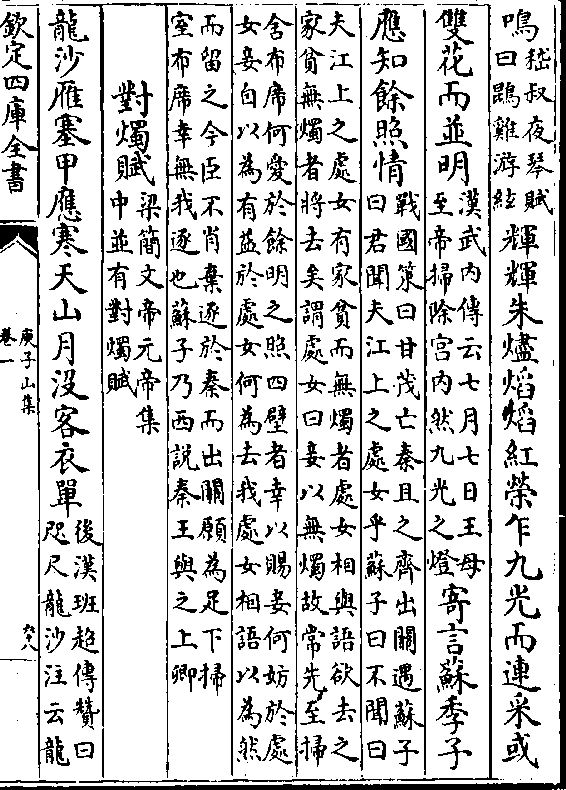 鳴嵇叔夜琴賦曰鵾雞游絃輝輝朱燼焰焰紅榮乍九光而連采或
雙花而並明漢武内傳云七月七日王母至帝掃除宫内然九光之燈寄言蘇季子
應知餘照情戰國策曰甘茂亡秦且之齊出關遇蘇子曰君聞夫江上之處女乎蘇子曰不聞曰
夫江上之處女有家貧而無燭者處女相與語欲去之家貧無燭者將去矣謂處女曰妾以無燭故常先至掃
舍布席何愛於餘明之照四壁者幸以賜妾何妨於處女妾自以為有益於處女何為去我處女相語以為然
而留之今臣不肖棄逐於秦而出關願為足下掃室布席幸無我逐也蘇子乃西説秦王與之上卿
對燭賦梁簡文帝元帝集中並有對燭賦
龍沙雁塞甲應寒天山月没客衣單後漢班超傳贊曰咫尺龍沙注云龍
欽定四庫全書
庾子山集
卷一
六十八